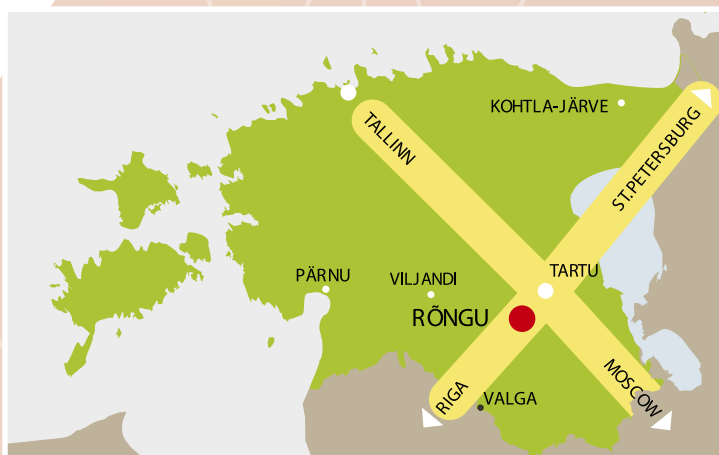 KOHTLA-JÄRVE
TALLINN
ST.PETERSBURG
TARTU
PÄRNU
VILJANDI
RÕNGU
RIGA
VALGA
MOSCOW